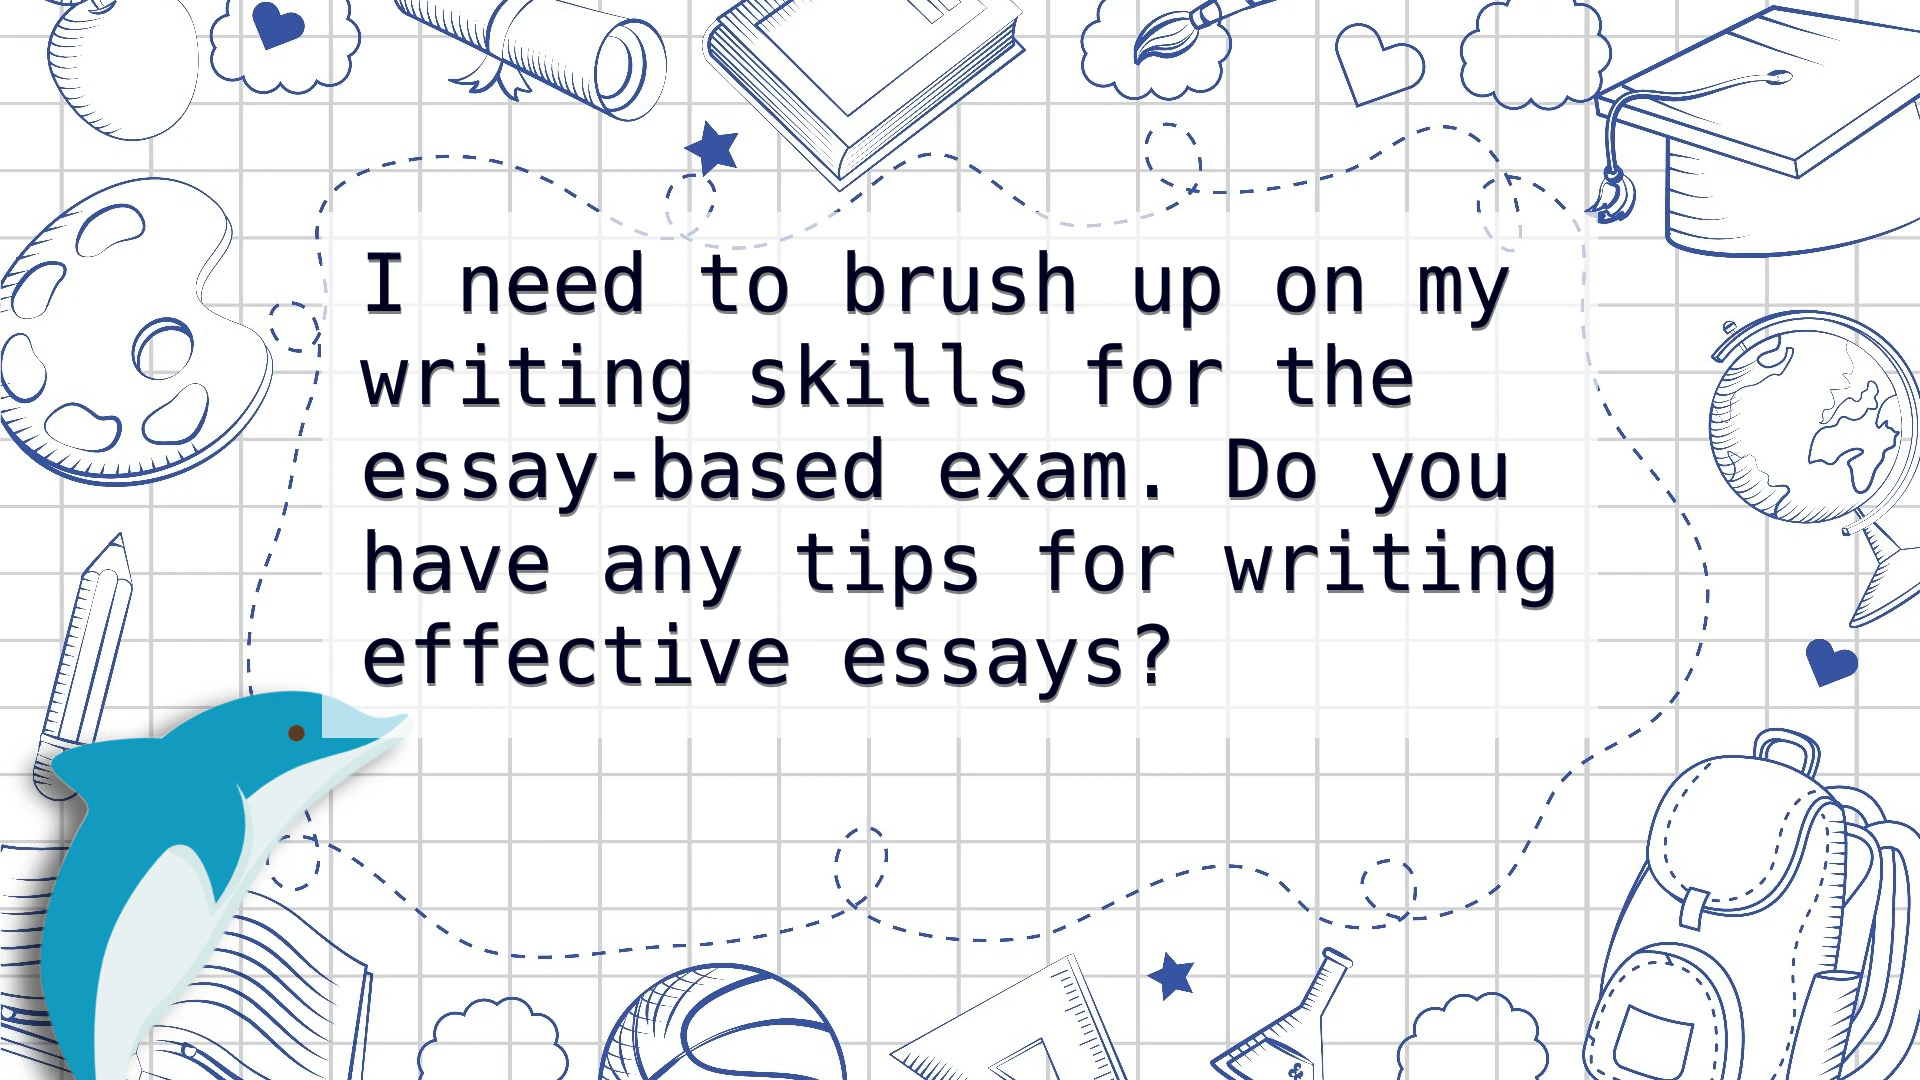 I need to brush up on my
writing skills for the
essay-based exam. Do you
have any tips for writing
effective essays?